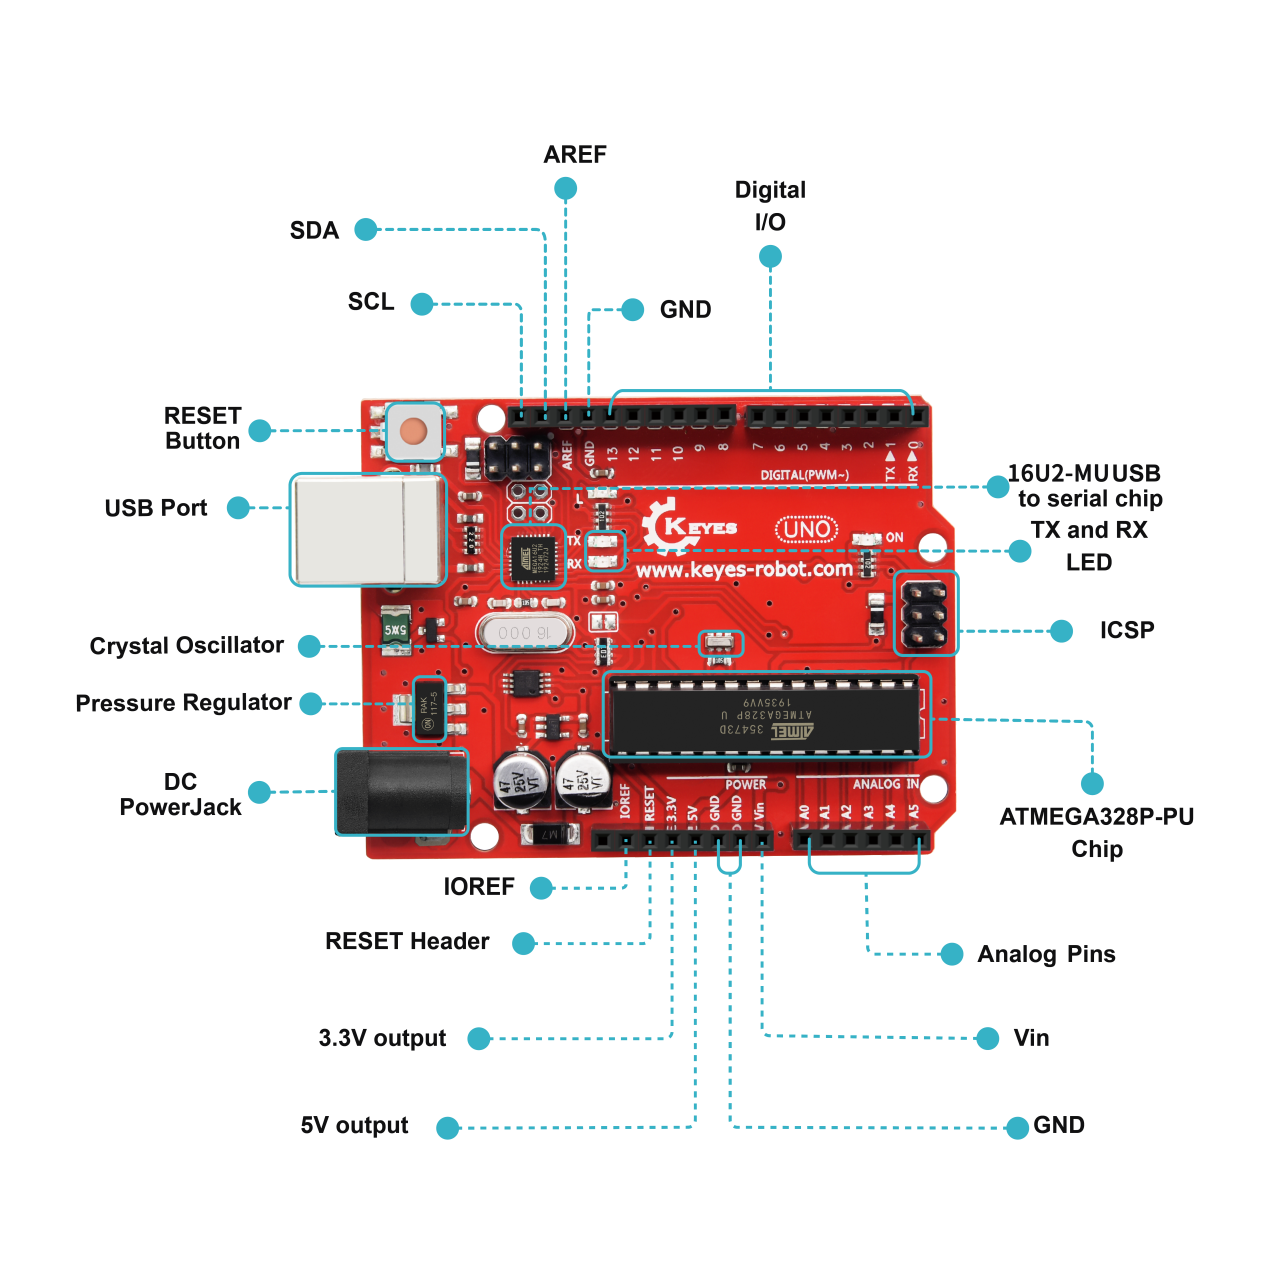 AREF
Digital
I/O
SDA
SCL
GND
RESET
Button
USB Port
16U2-MUUSB
to serial chip
TX and RX
LED
ICSP
Crystal Oscillator
Pressure Regulator
DC
PowerJack
ATMEGA328P-PU
Chip
IOREF
RESET Header
Analog Pins
3.3V output
Vin
5V output
GND
AREF
GND
13
12
11
10
9
8
7
6
5
4
3
2
TX ▶ 1
RX ▶ 0
DIGITAL(PWM~)
L
TX
RX
KEYES
UNO
ON
www.keyes-robot.com
16 000
RAK
117-5
ON
ATMEL
35473D
ATMEGA328P U
1935VV9
47
25V
VT
47
25V
VT
M7
POWER
ANALOG IN
IOREF
RESET
3.3V
5V
GND
GND
Vin
A0
A1
A2
A3
A4
A5